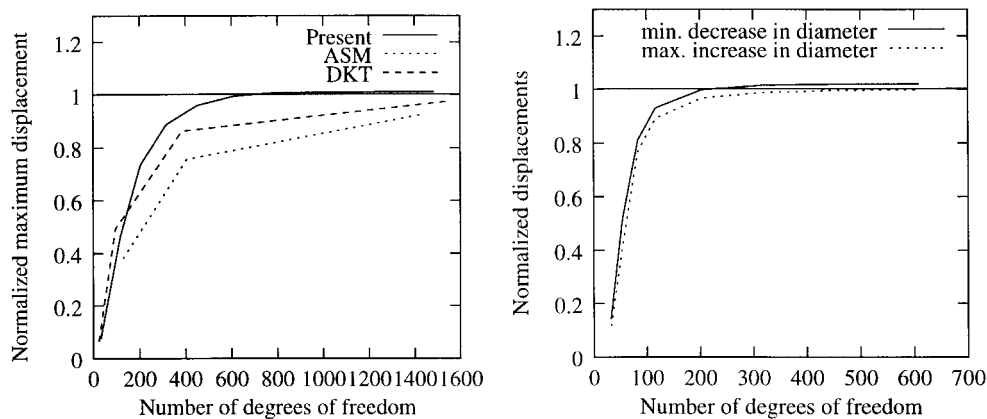 1.2
1
0.8
0.6
0.4
0.2
0
Normalized maximum displacement
Present
ASM
DKT
0 200 400 600 800 1000 1200 1400 1600
Number of degrees of freedom
1.2
1
0.8
0.6
0.4
0.2
0
Normalized displacements
min. decrease in diameter
max. increase in diameter
0 100 200 300 400 500 600 700
Number of degrees of freedom